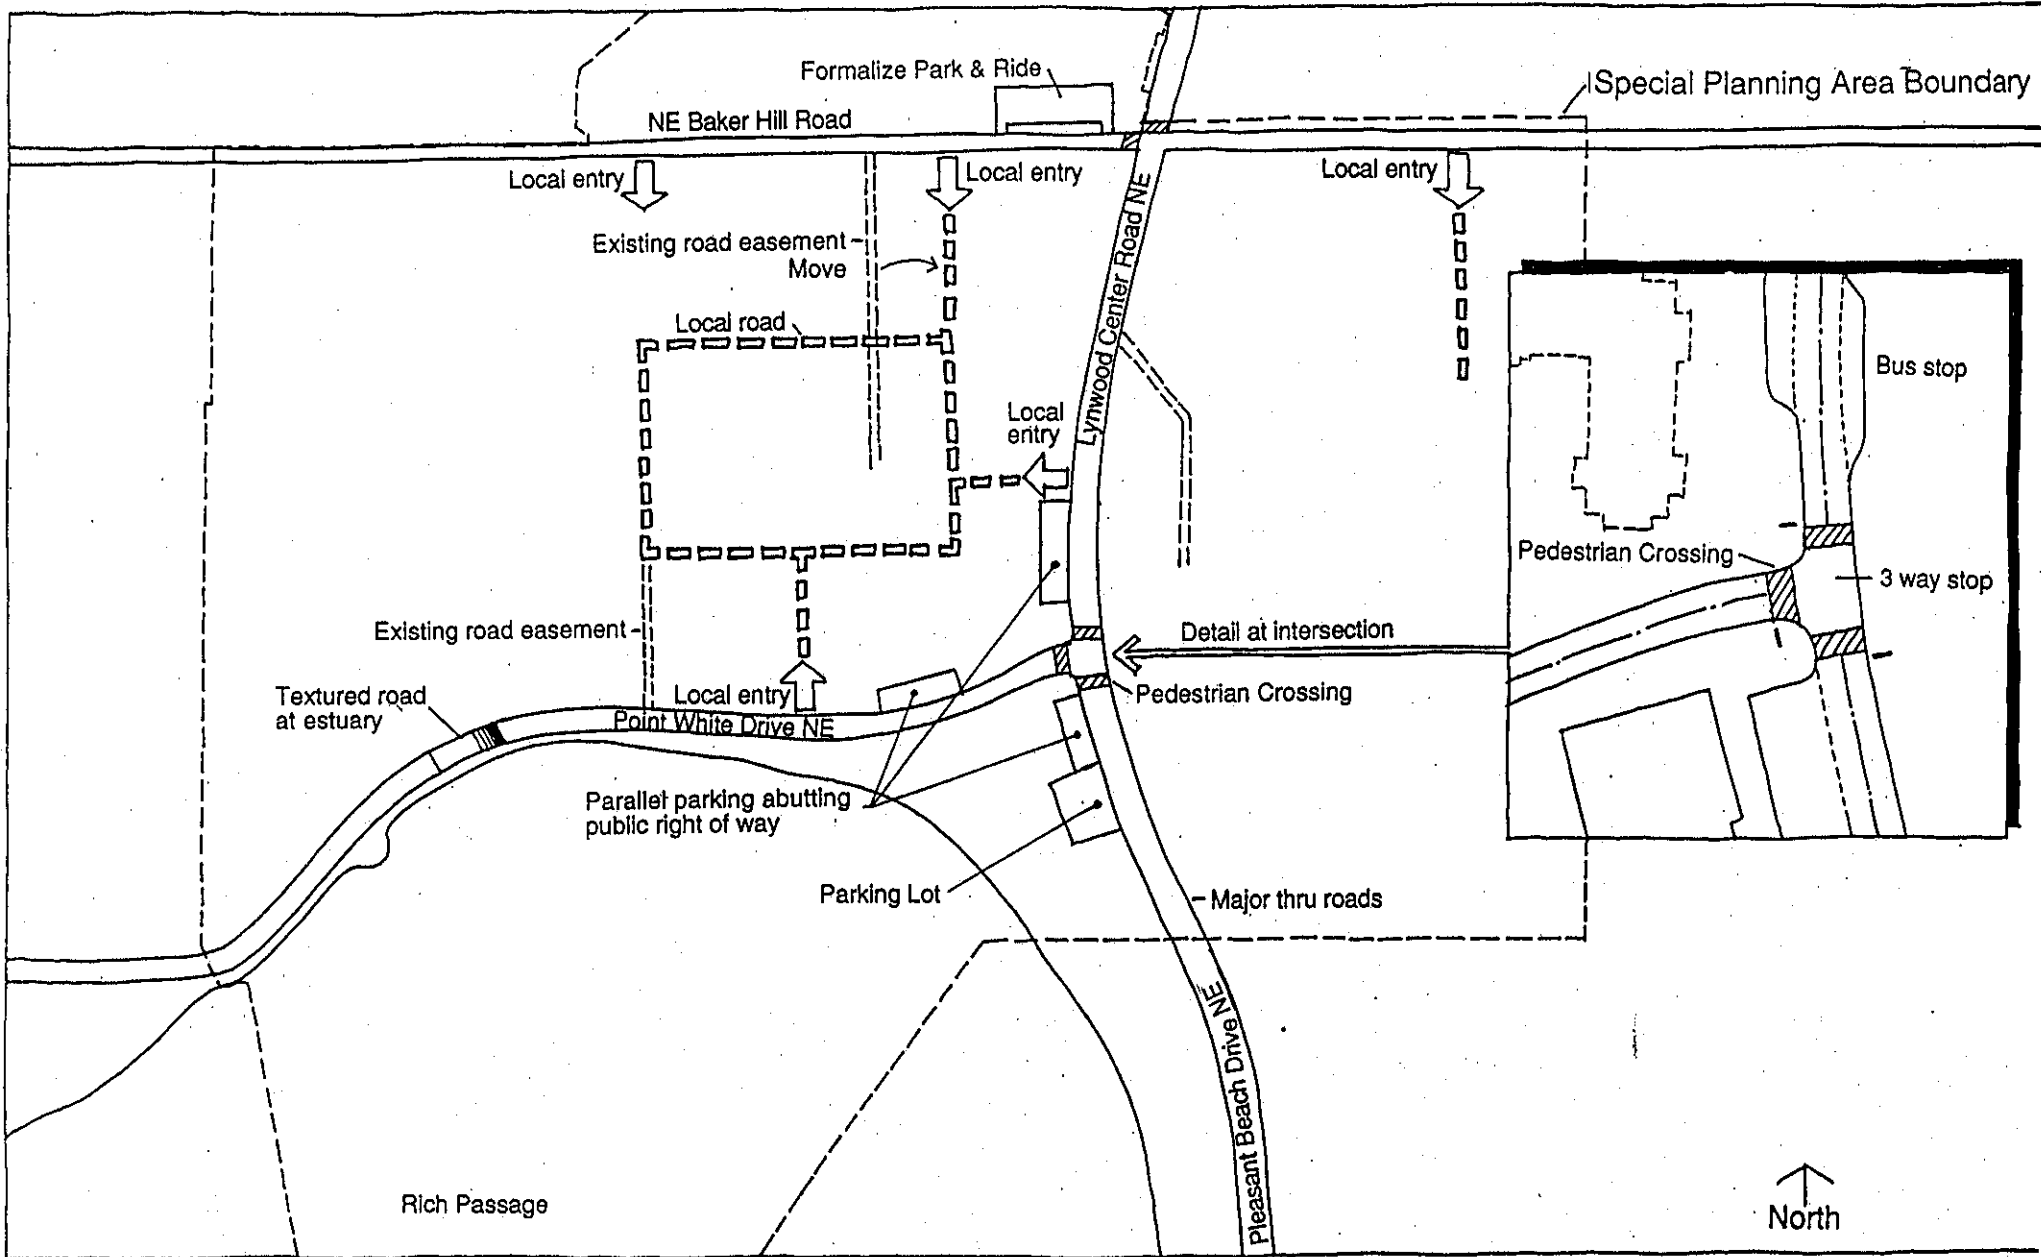 Formalize Park & Ride
Special Planning Area Boundary
NE Baker Hill Road
Local entry
Local entry
Local entry
Existing road easement
Move
Lynwood Center Road NE
Local road
Bus stop
Local
entry
Pedestrian Crossing
3 way stop
Existing road easement
Detail at intersection
Textured road
at estuary
Local entry
Pedestrian Crossing
Point White Drive NE
Parallel parking abutting
public right of way
Parking Lot
Major thru roads
Pleasant Beach Drive NE
Rich Passage
North